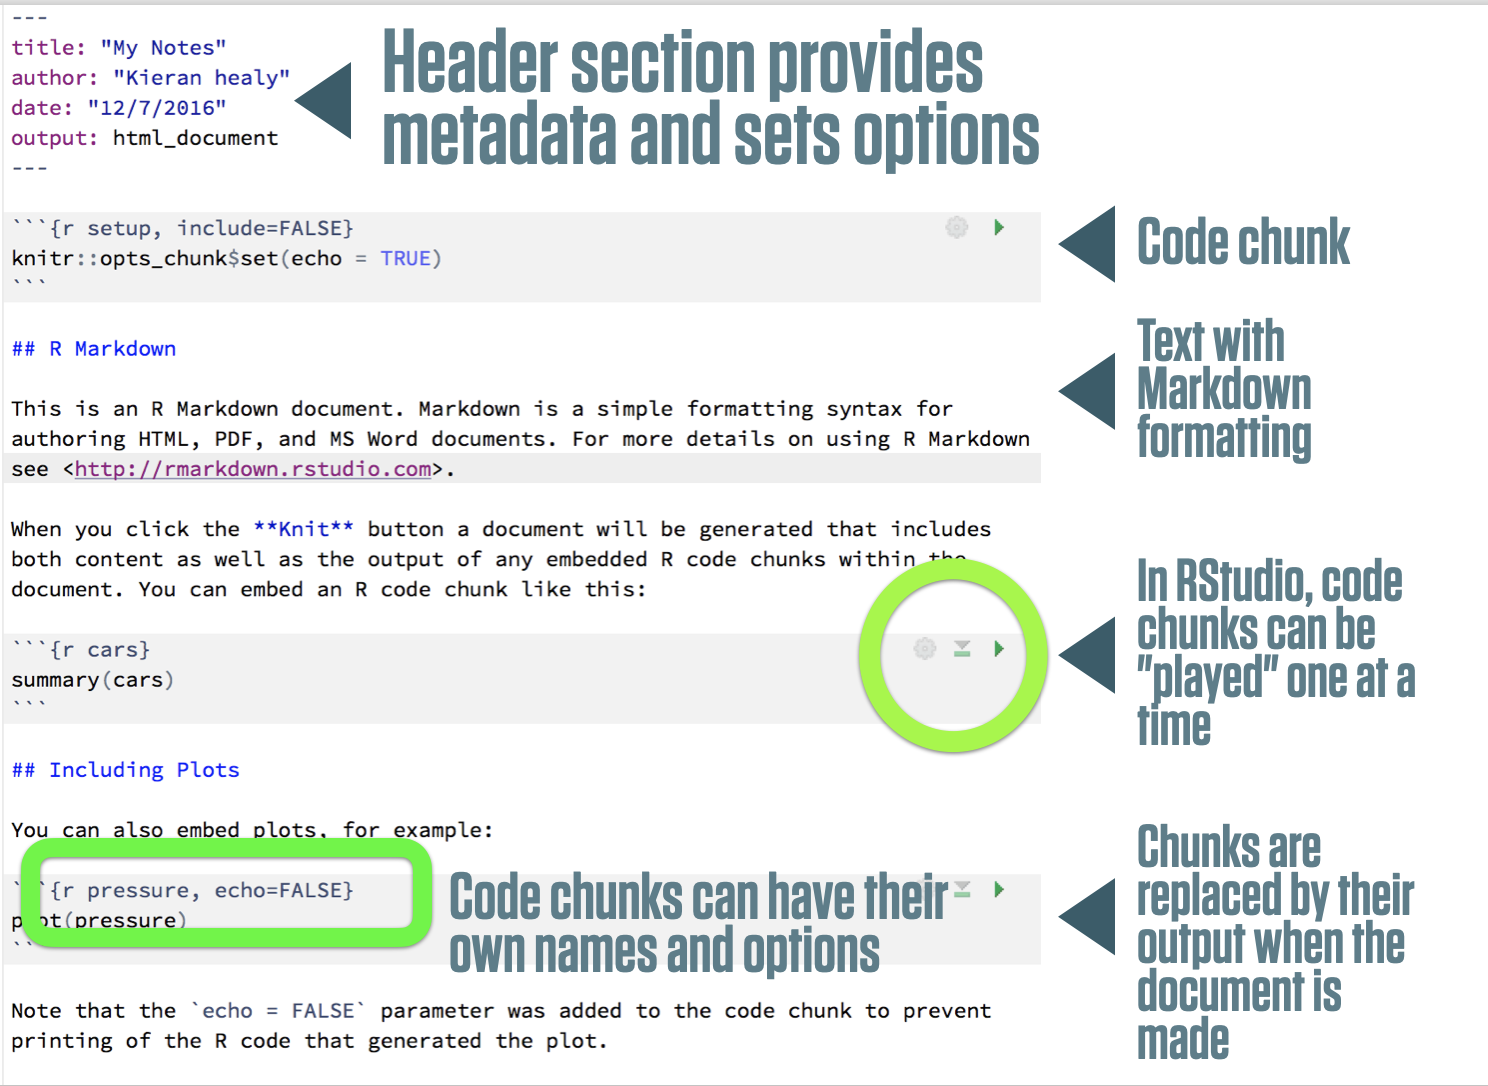 ---
title: "My Notes"
author: "Kieran healy"
date: "12/7/2016"
output: html_document
---
Header section provides
metadata and sets options
```{r setup, include=FALSE}
knitr::opts_chunk$set(echo = TRUE)
```
Code chunk
## R Markdown
Text with
Markdown
formatting
This is an R Markdown document. Markdown is a simple formatting syntax for
authoring HTML, PDF, and MS Word documents. For more details on using R Markdown
see <http://rmarkdown.rstudio.com>.
When you click the **Knit** button a document will be generated that includes
both content as well as the output of any embedded R code chunks within the
document. You can embed an R code chunk like this:
In RStudio, code
chunks can be
"played" one at a
time
```{r cars}
summary(cars)
```
## Including Plots
You can also embed plots, for example:
```{r pressure, echo=FALSE}
plot(pressure)
```
Code chunks can have their
own names and options
Chunks are
replaced by their
output when the
document is
made
Note that the `echo = FALSE` parameter was added to the code chunk to prevent
printing of the R code that generated the plot.